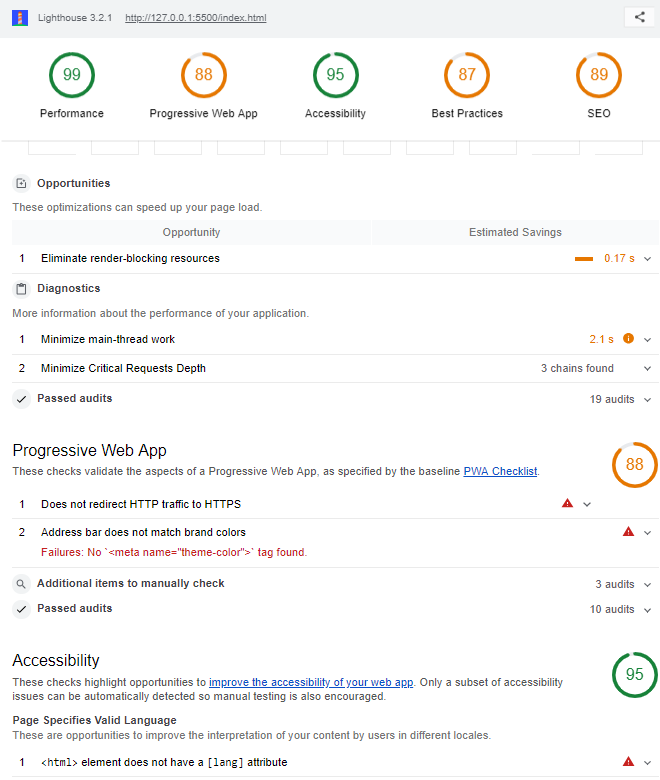 Lighthouse 3.2.1 http://127.0.0.1:5500/index.html
99 88 95 87 89
Performance Progressive Web App Accessibility Best Practices SEO
Opportunities
These optimizations can speed up your page load.
Opportunity Estimated Savings
1 Eliminate render-blocking resources 0.17 s
Diagnostics
More information about the performance of your application.
1 Minimize main-thread work 2.1 s
2 Minimize Critical Requests Depth 3 chains found
Passed audits 19 audits
Progressive Web App
88
These checks validate the aspects of a Progressive Web App, as specified by the baseline PWA Checklist.
1 Does not redirect HTTP traffic to HTTPS
2 Address bar does not match brand colors
Failures: No `<meta name="theme-color">` tag found.
Additional items to manually check 3 audits
Passed audits 10 audits
Accessibility
95
These checks highlight opportunities to improve the accessibility of your web app. Only a subset of accessibility
issues can be automatically detected so manual testing is also encouraged.
Page Specifies Valid Language
These are opportunities to improve the interpretation of your content by users in different locales.
1 <html> element does not have a [lang] attribute